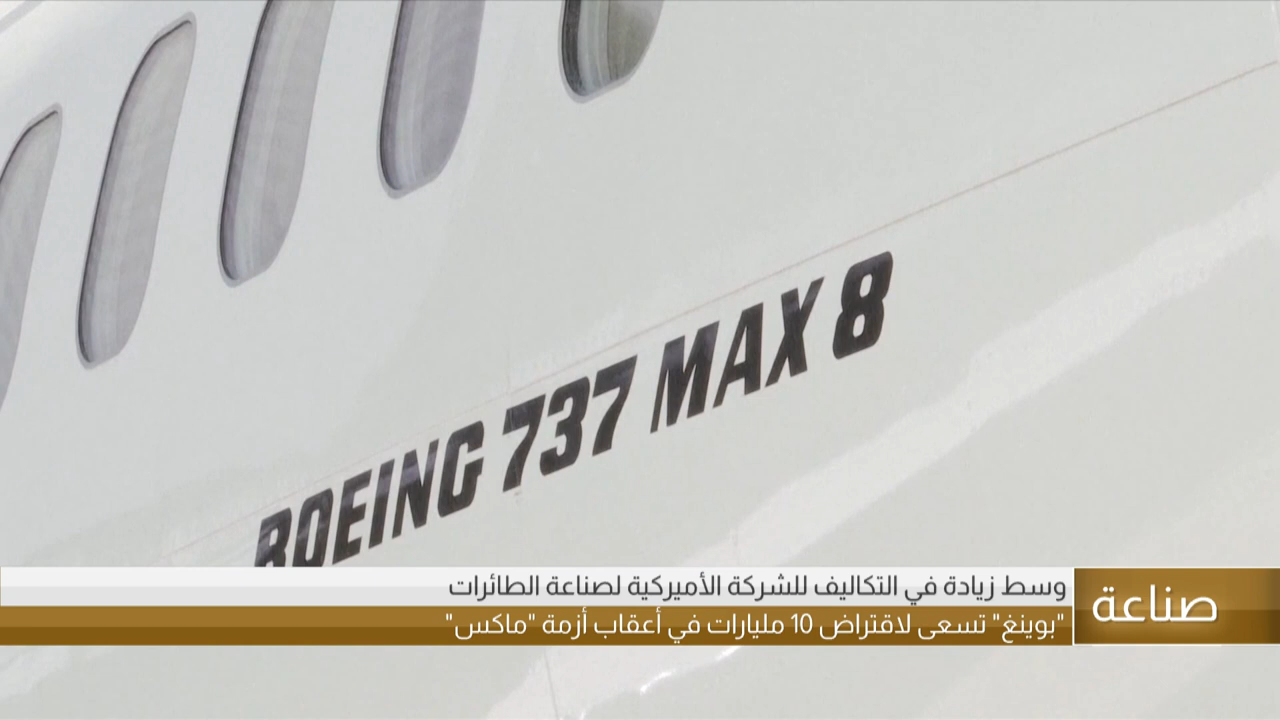 BOEING 737 MAX 8
صناعة
وسط زيادة في التكاليف للشركة الأميركية لصناعة الطائرات
"بوينغ" تسعى لاقتراض 10 مليارات في أعقاب أزمة "ماكس"